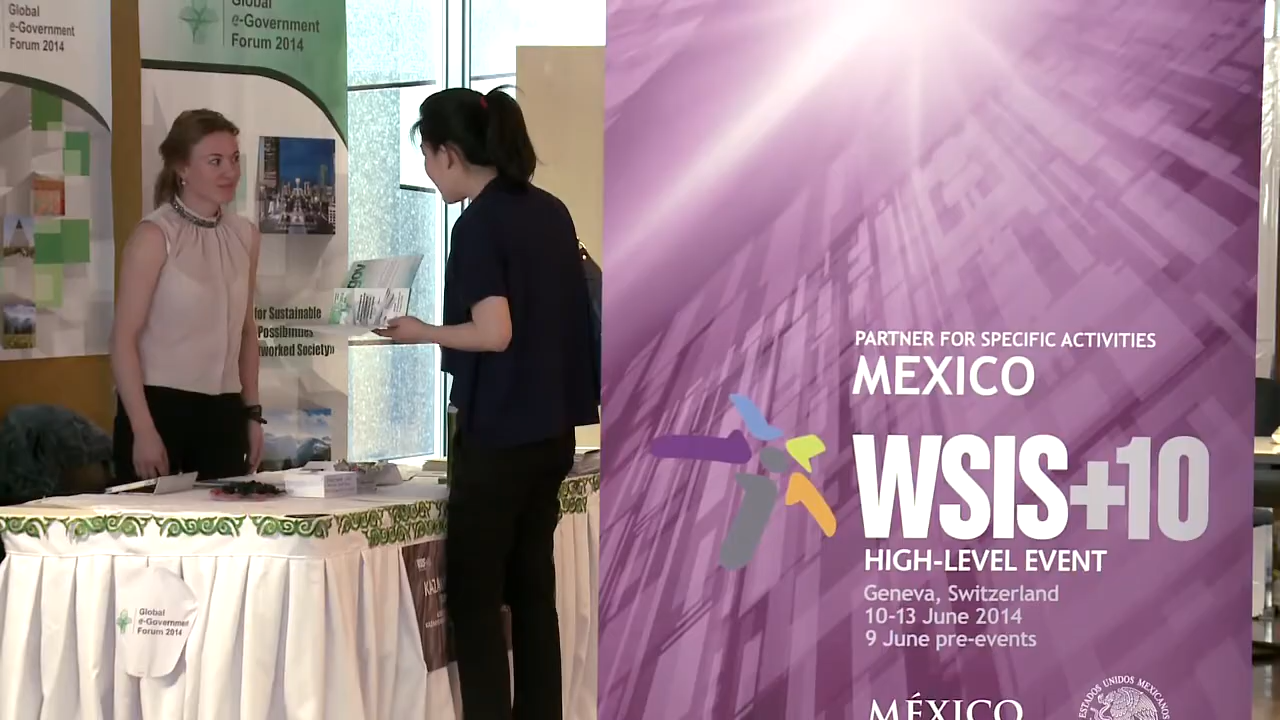 Global
e-Government
Forum 2014
Global
e-Government
Forum 2014
gov
for Sustainable
Possibilities
tworked Society»
Global
e-Government
Forum 2014
KAZA
PARTNER FOR SPECIFIC ACTIVITIES
MEXICO
WSIS+10
HIGH-LEVEL EVENT
Geneva, Switzerland
10-13 June 2014
9 June pre-events
MÉXICO
ESTADOS UNIDOS MEXICANOS